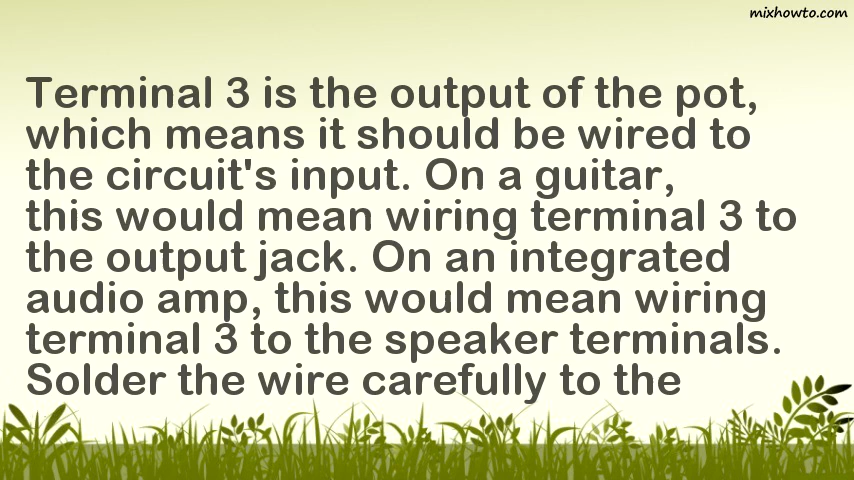 mixhowto.com
Terminal 3 is the output of the pot,
which means it should be wired to
the circuit's input. On a guitar,
this would mean wiring terminal 3 to
the output jack. On an integrated
audio amp, this would mean wiring
terminal 3 to the speaker terminals.
Solder the wire carefully to the